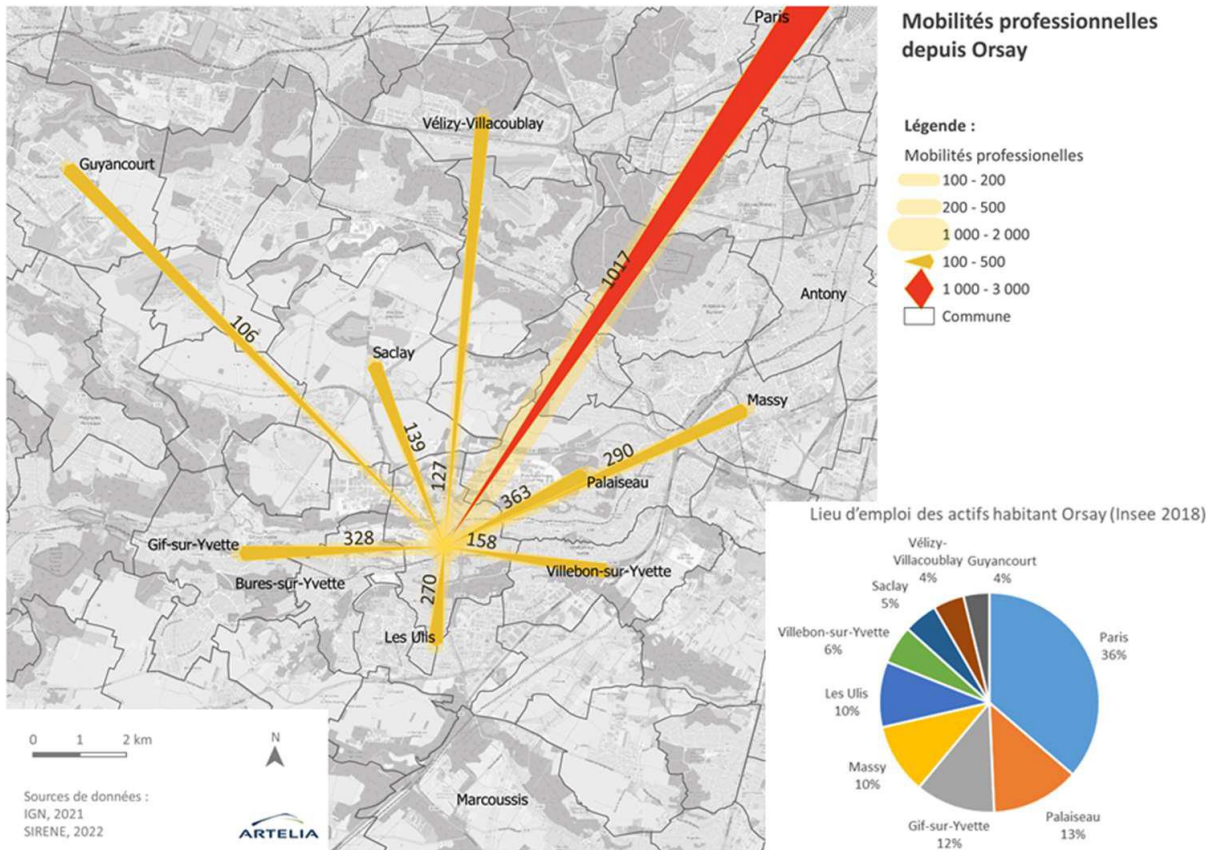 Mobilités professionnelles
depuis Orsay
Légende :
Mobilités professionelles
100 - 200
200 - 500
1 000 - 2 000
100 - 500
1 000 - 3 000
Commune
Paris
Vélizy-Villacoublay
Guyancourt
1017
Antony
106
Saclay
Massy
139
290
127
Palaiseau
363
Gif-sur-Yvette
328
158
Villebon-sur-Yvette
Bures-sur-Yvette
270
Les Ulis
Marcoussis
0 1 2 km
N
Sources de données :
IGN, 2021
SIRENE, 2022
ARTELIA
Lieu d'emploi des actifs habitant Orsay (Insee 2018)
Vélizy-
Villacoublay
4%
Guyancourt
4%
Saclay
5%
Villebon-sur-Yvette
6%
Paris
36%
Les Ulis
10%
Massy
10%
Gif-sur-Yvette
12%
Palaiseau
13%